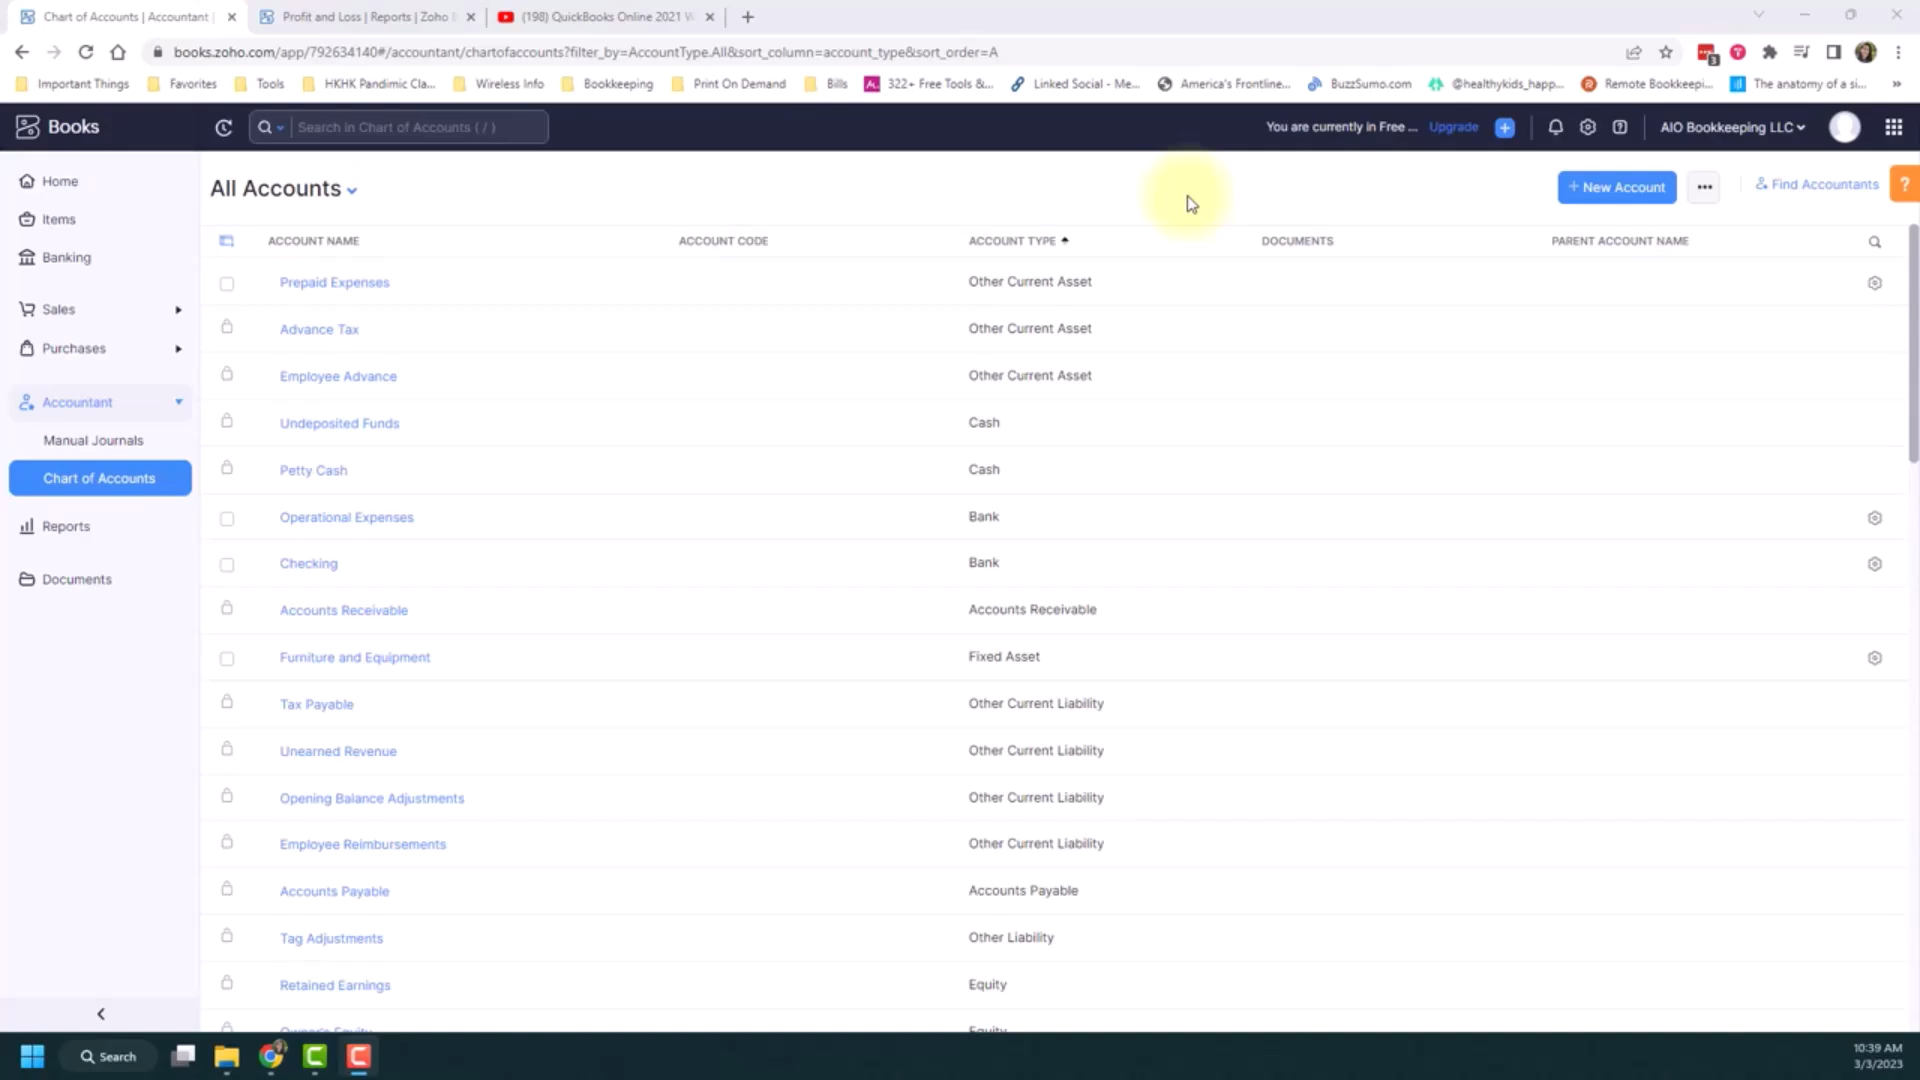 Chart of Accounts | Accountant |
Profit and Loss | Reports | Zoho
(198) QuickBooks Online 2021 W
books.zoho.com/app/792634140#/accountant/chartofaccounts?filter_by=AccountType.All&sort_column=account_type&sort_order=A
3
Important Things
Favorites
Tools
HKHK Pandimic Cla...
Wireless Info
Bookkeeping
Print On Demand
Bills
322+ Free Tools &...
Linked Social - Me...
America's Frontline...
BuzzSumo.com
@healthykids_happ...
Remote Bookkeepi...
The anatomy of a si...
»
Books
Search in Chart of Accounts ( / )
You are currently in Free ...
Upgrade
AIO Bookkeeping LLC
Home
Items
Banking
Sales
Purchases
Accountant
Manual Journals
Chart of Accounts
Reports
Documents
All Accounts
+ New Account
Find Accountants
?
ACCOUNT NAME ACCOUNT CODE ACCOUNT TYPE DOCUMENTS PARENT ACCOUNT NAME
Prepaid Expenses Other Current Asset
Advance Tax Other Current Asset
Employee Advance Other Current Asset
Undeposited Funds Cash
Petty Cash Cash
Operational Expenses Bank
Checking Bank
Accounts Receivable Accounts Receivable
Furniture and Equipment Fixed Asset
Tax Payable Other Current Liability
Unearned Revenue Other Current Liability
Opening Balance Adjustments Other Current Liability
Employee Reimbursements Other Current Liability
Accounts Payable Accounts Payable
Tag Adjustments Other Liability
Retained Earnings Equity
Owner's Equity Equity
Search
10:39 AM
3/3/2023